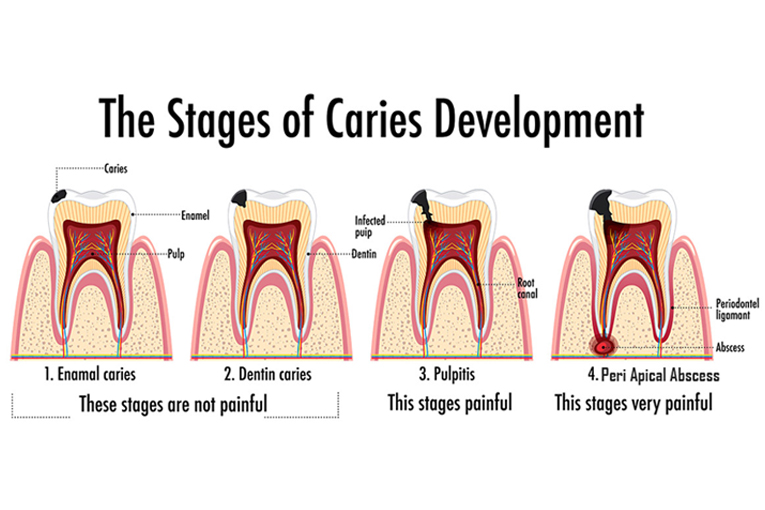 The Stages of Caries Development
Caries
Enamel
Pulp
Dentin
Infected
puip
Root
canal
Periodontel
ligamant
Abscess
1. Enamal caries
2. Dentin caries
3. Pulpitis
4. Peri Apical Abscess
These stages are not painful
This stages painful
This stages very painful